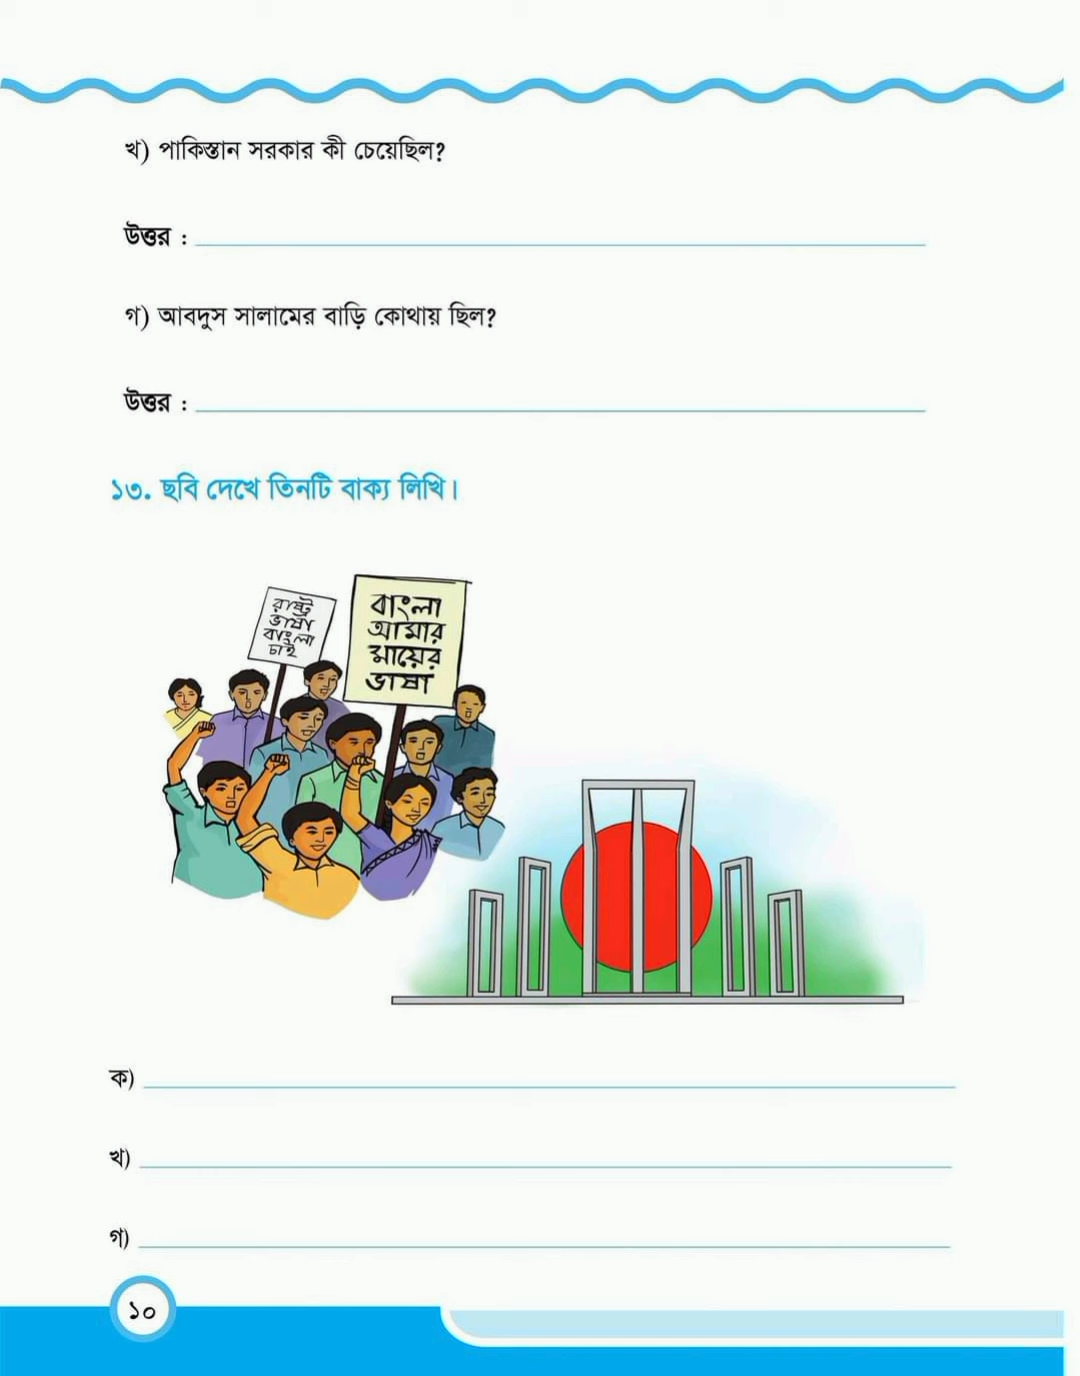 খ) পাকিস্তান সরকার কী চেয়েছিল?
উত্তর :
গ) আবদুস সালামের বাড়ি কোথায় ছিল?
উত্তর :
১৩. ছবি দেখে তিনটি বাক্য লিখি।
রাষ্ট্র
ভাষা
বাংলা
চাই
বাংলা
আমার
মায়ের
ভাষা
ক)
খ)
গ)
১০